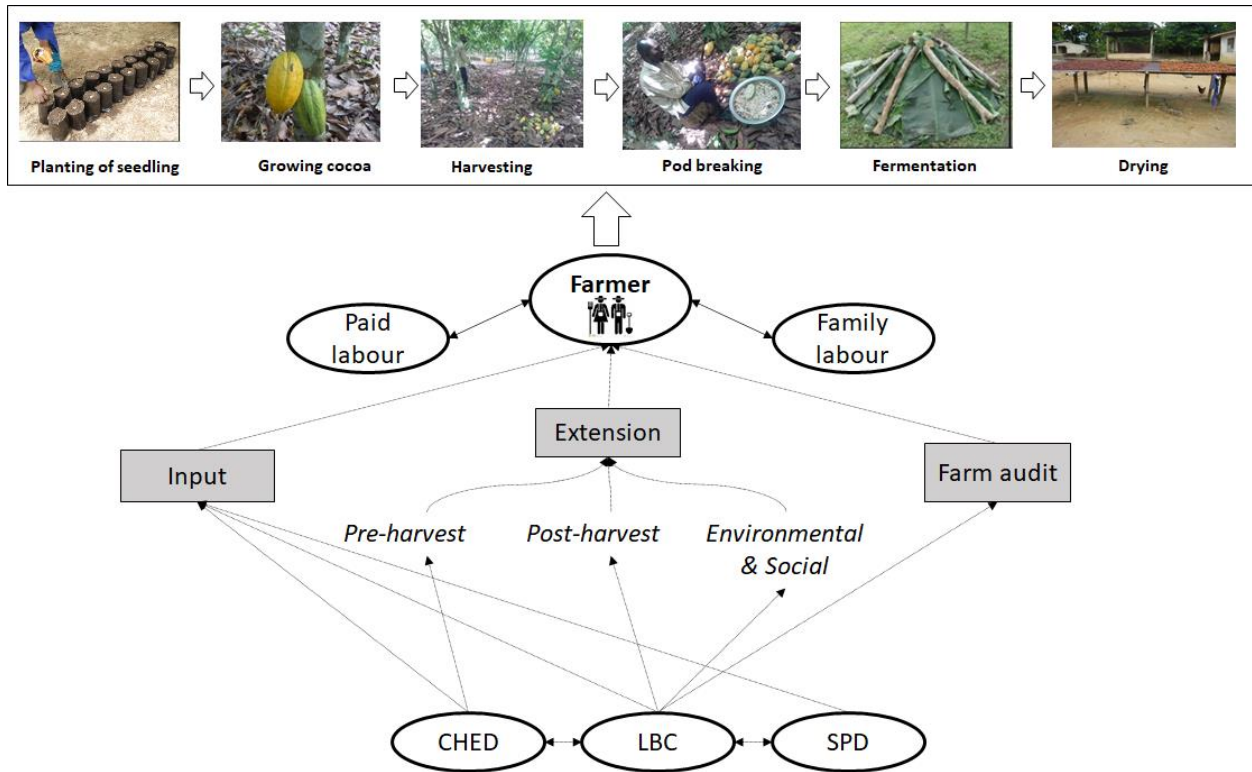 Planting of seedling
Growing cocoa
Harvesting
Pod breaking
Fermentation
Drying
Farmer
Paid
labour
Family
labour
Extension
Input
Farm audit
Pre-harvest
Post-harvest
Environmental
& Social
CHED
LBC
SPD